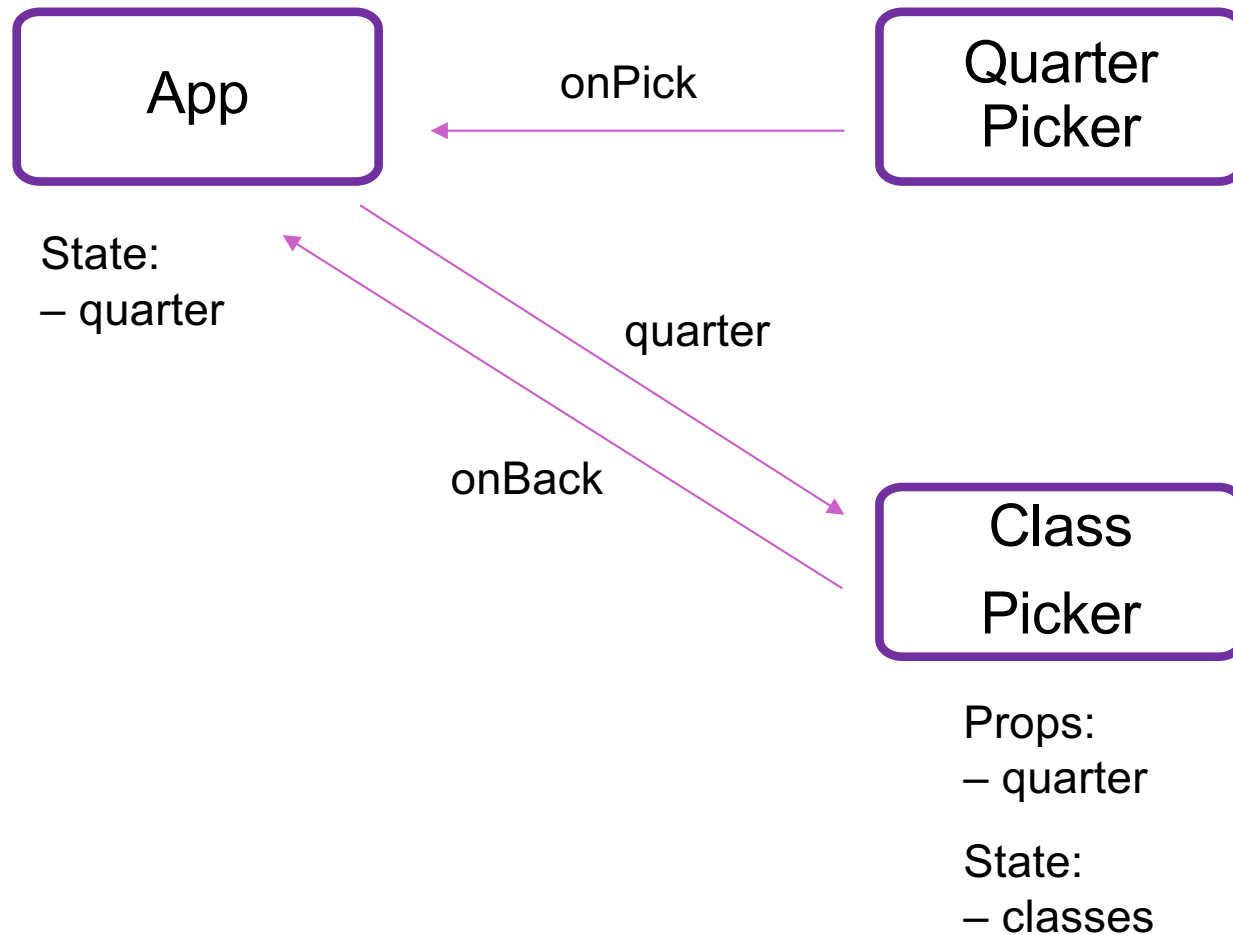 App
onPick
Quarter
Picker
State:
– quarter
quarter
onBack
Class
Picker
Props:
– quarter
State:
– classes